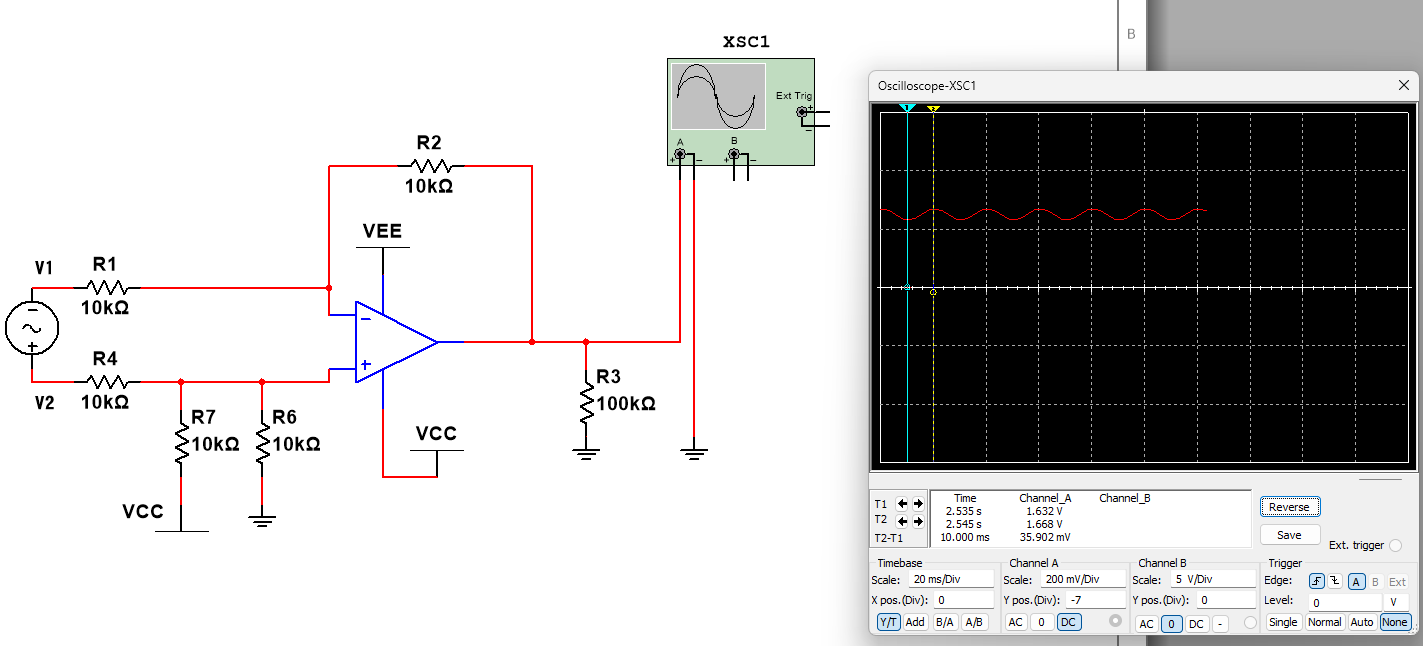 XSC1
B
Ext Trig
+
−
A
B
+
−
+
−
R2
10kΩ
VEE
V1
R1
10kΩ
−
+
R4
10kΩ
V2
−
+
R7
10kΩ
R6
10kΩ
VCC
R3
100kΩ
VCC
Oscilloscope-XSC1
Time Channel_A Channel_B
T1 2.535 s 1.632 V
T2 2.545 s 1.668 V
T2-T1 10.000 ms 35.902 mV
Reverse
Save
Ext. trigger
Timebase
Scale: 20 ms/Div
X pos.(Div): 0
Y/T Add B/A A/B
Channel A
Scale: 200 mV/Div
Y pos.(Div): -7
AC 0 DC
Channel B
Scale: 5 V/Div
Y pos.(Div): 0
AC 0 DC -
Trigger
Edge: A B Ext
Level: 0 V
Single Normal Auto None